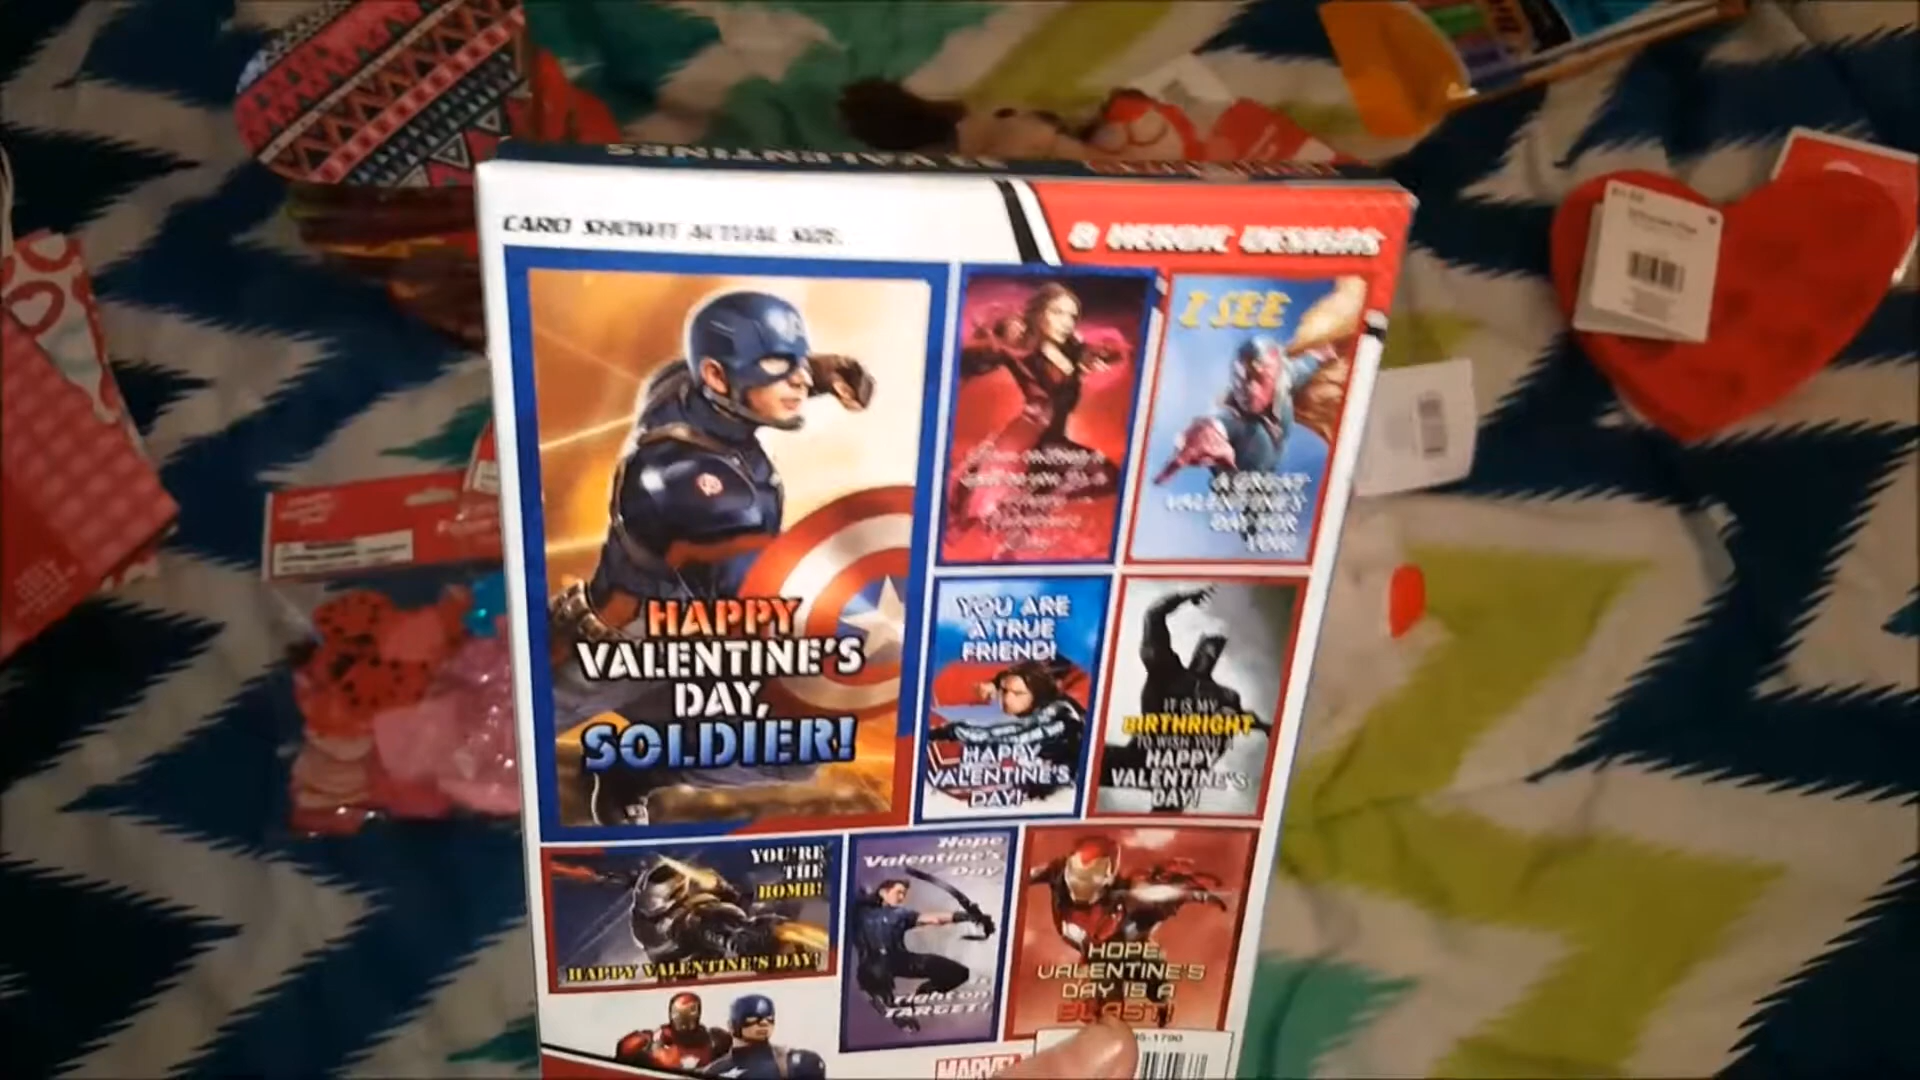 VALENTINES
CARD SHOWN ACTUAL SIZE.
8 HEROIC DESIGNS
HAPPY
VALENTINE'S
DAY,
SOLDIER!
I SEE
A GREAT
VALENTINE'S
DAY FOR
YOU!
YOU ARE
A TRUE
FRIEND!
HAPPY
VALENTINE'S
DAY!
IT IS MY
BIRTHRIGHT
TO WISH YOU A
HAPPY
VALENTINE'S
DAY!
YOU'RE
THE
BOMB!
HAPPY VALENTINE'S DAY!
Hope
Valentine's
Day
is
right on
TARGET!
HOPE
VALENTINE'S
DAY IS A
BLAST!
MARVEL